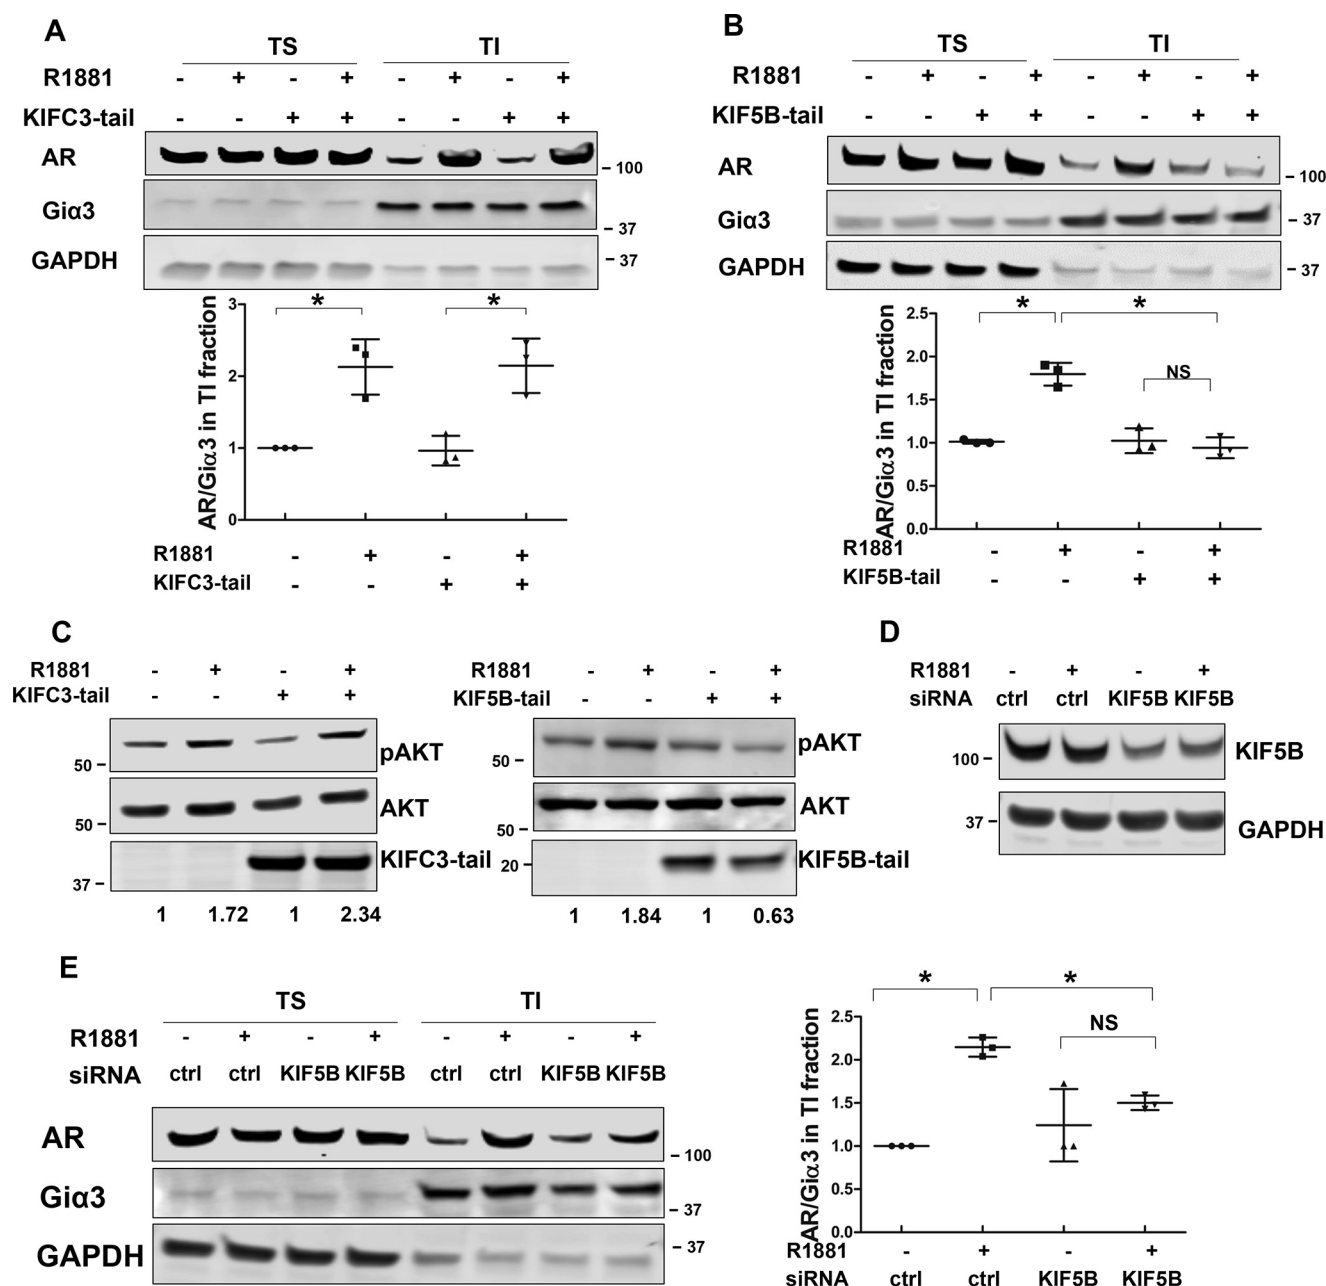 A
TS TI
R1881 - + - + - + - +
KIFC3-tail - - + + - - + +
AR
– 100
Giα3
– 37
GAPDH
– 37
* *
AR/Giα3 in TI fraction
3
2
1
0
R1881 - + - +
KIFC3-tail - - + +
B
TS TI
R1881 - + - + - + - +
KIF5B-tail - - + + - - + +
AR
– 100
Giα3
– 37
GAPDH
– 37
* *
NS
AR/Giα3 in TI fraction
2.5
2.0
1.5
1.0
0.5
0.0
R1881 - + - +
KIF5B-tail - - + +
C
R1881 - + - +
KIFC3-tail - - + +
pAKT
50 –
AKT
50 –
KIFC3-tail
37 –
1 1.72 1 2.34
R1881 - + - +
KIF5B-tail - - + +
pAKT
50 –
AKT
50 –
KIF5B-tail
20 –
1 1.84 1 0.63
D
R1881 - + - +
siRNA ctrl ctrl KIF5B KIF5B
KIF5B
100 –
GAPDH
37 –
E
TS TI
R1881 - + - + - + - +
siRNA ctrl ctrl KIF5B KIF5B ctrl ctrl KIF5B KIF5B
AR
– 100
Giα3
– 37
GAPDH
– 37
* *
NS
AR/Giα3 in TI fraction
2.5
2.0
1.5
1.0
0.5
0.0
R1881 - + - +
siRNA ctrl ctrl KIF5B KIF5B